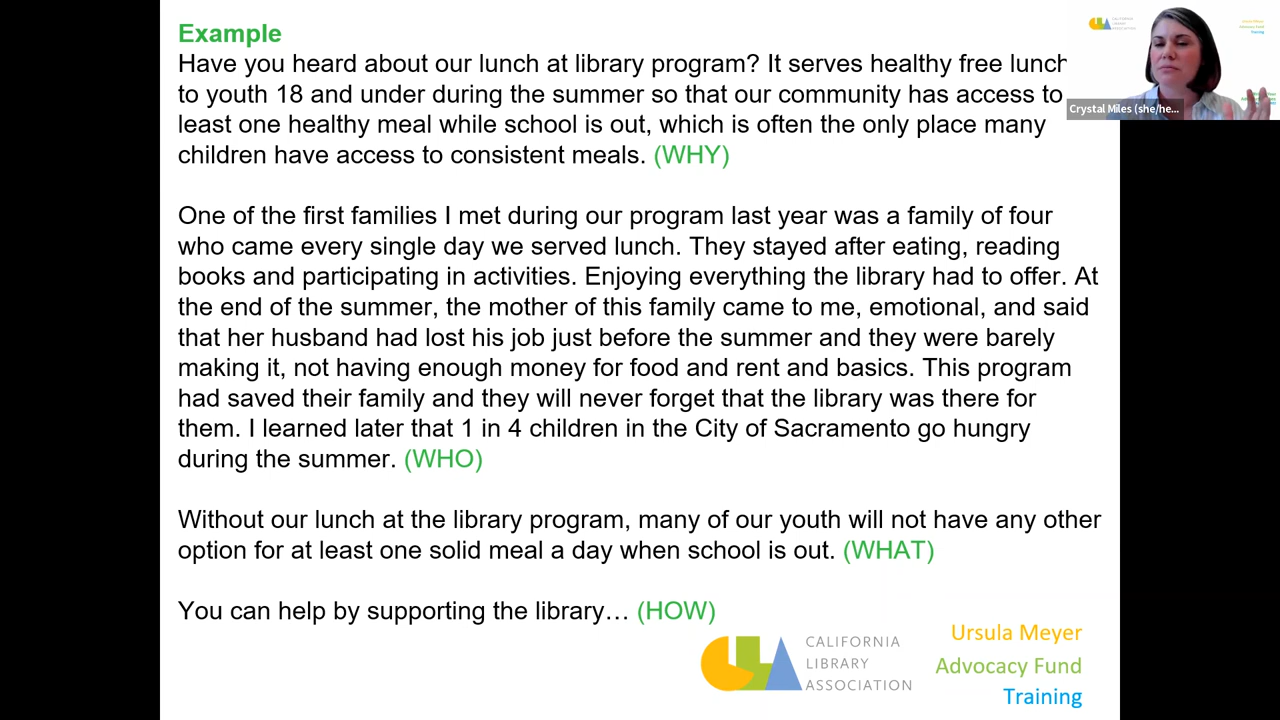 Example
Have you heard about our lunch at library program? It serves healthy free lunch
to youth 18 and under during the summer so that our community has access to
least one healthy meal while school is out, which is often the only place many
children have access to consistent meals. (WHY)
One of the first families I met during our program last year was a family of four
who came every single day we served lunch. They stayed after eating, reading
books and participating in activities. Enjoying everything the library had to offer. At
the end of the summer, the mother of this family came to me, emotional, and said
that her husband had lost his job just before the summer and they were barely
making it, not having enough money for food and rent and basics. This program
had saved their family and they will never forget that the library was there for
them. I learned later that 1 in 4 children in the City of Sacramento go hungry
during the summer. (WHO)
Without our lunch at the library program, many of our youth will not have any other
option for at least one solid meal a day when school is out. (WHAT)
You can help by supporting the library… (HOW)
CALIFORNIA
LIBRARY
ASSOCIATION
Ursula Meyer
Advocacy Fund
Training
CALIFORNIA
LIBRARY
ASSOCIATION
Crystal Miles (she/he...